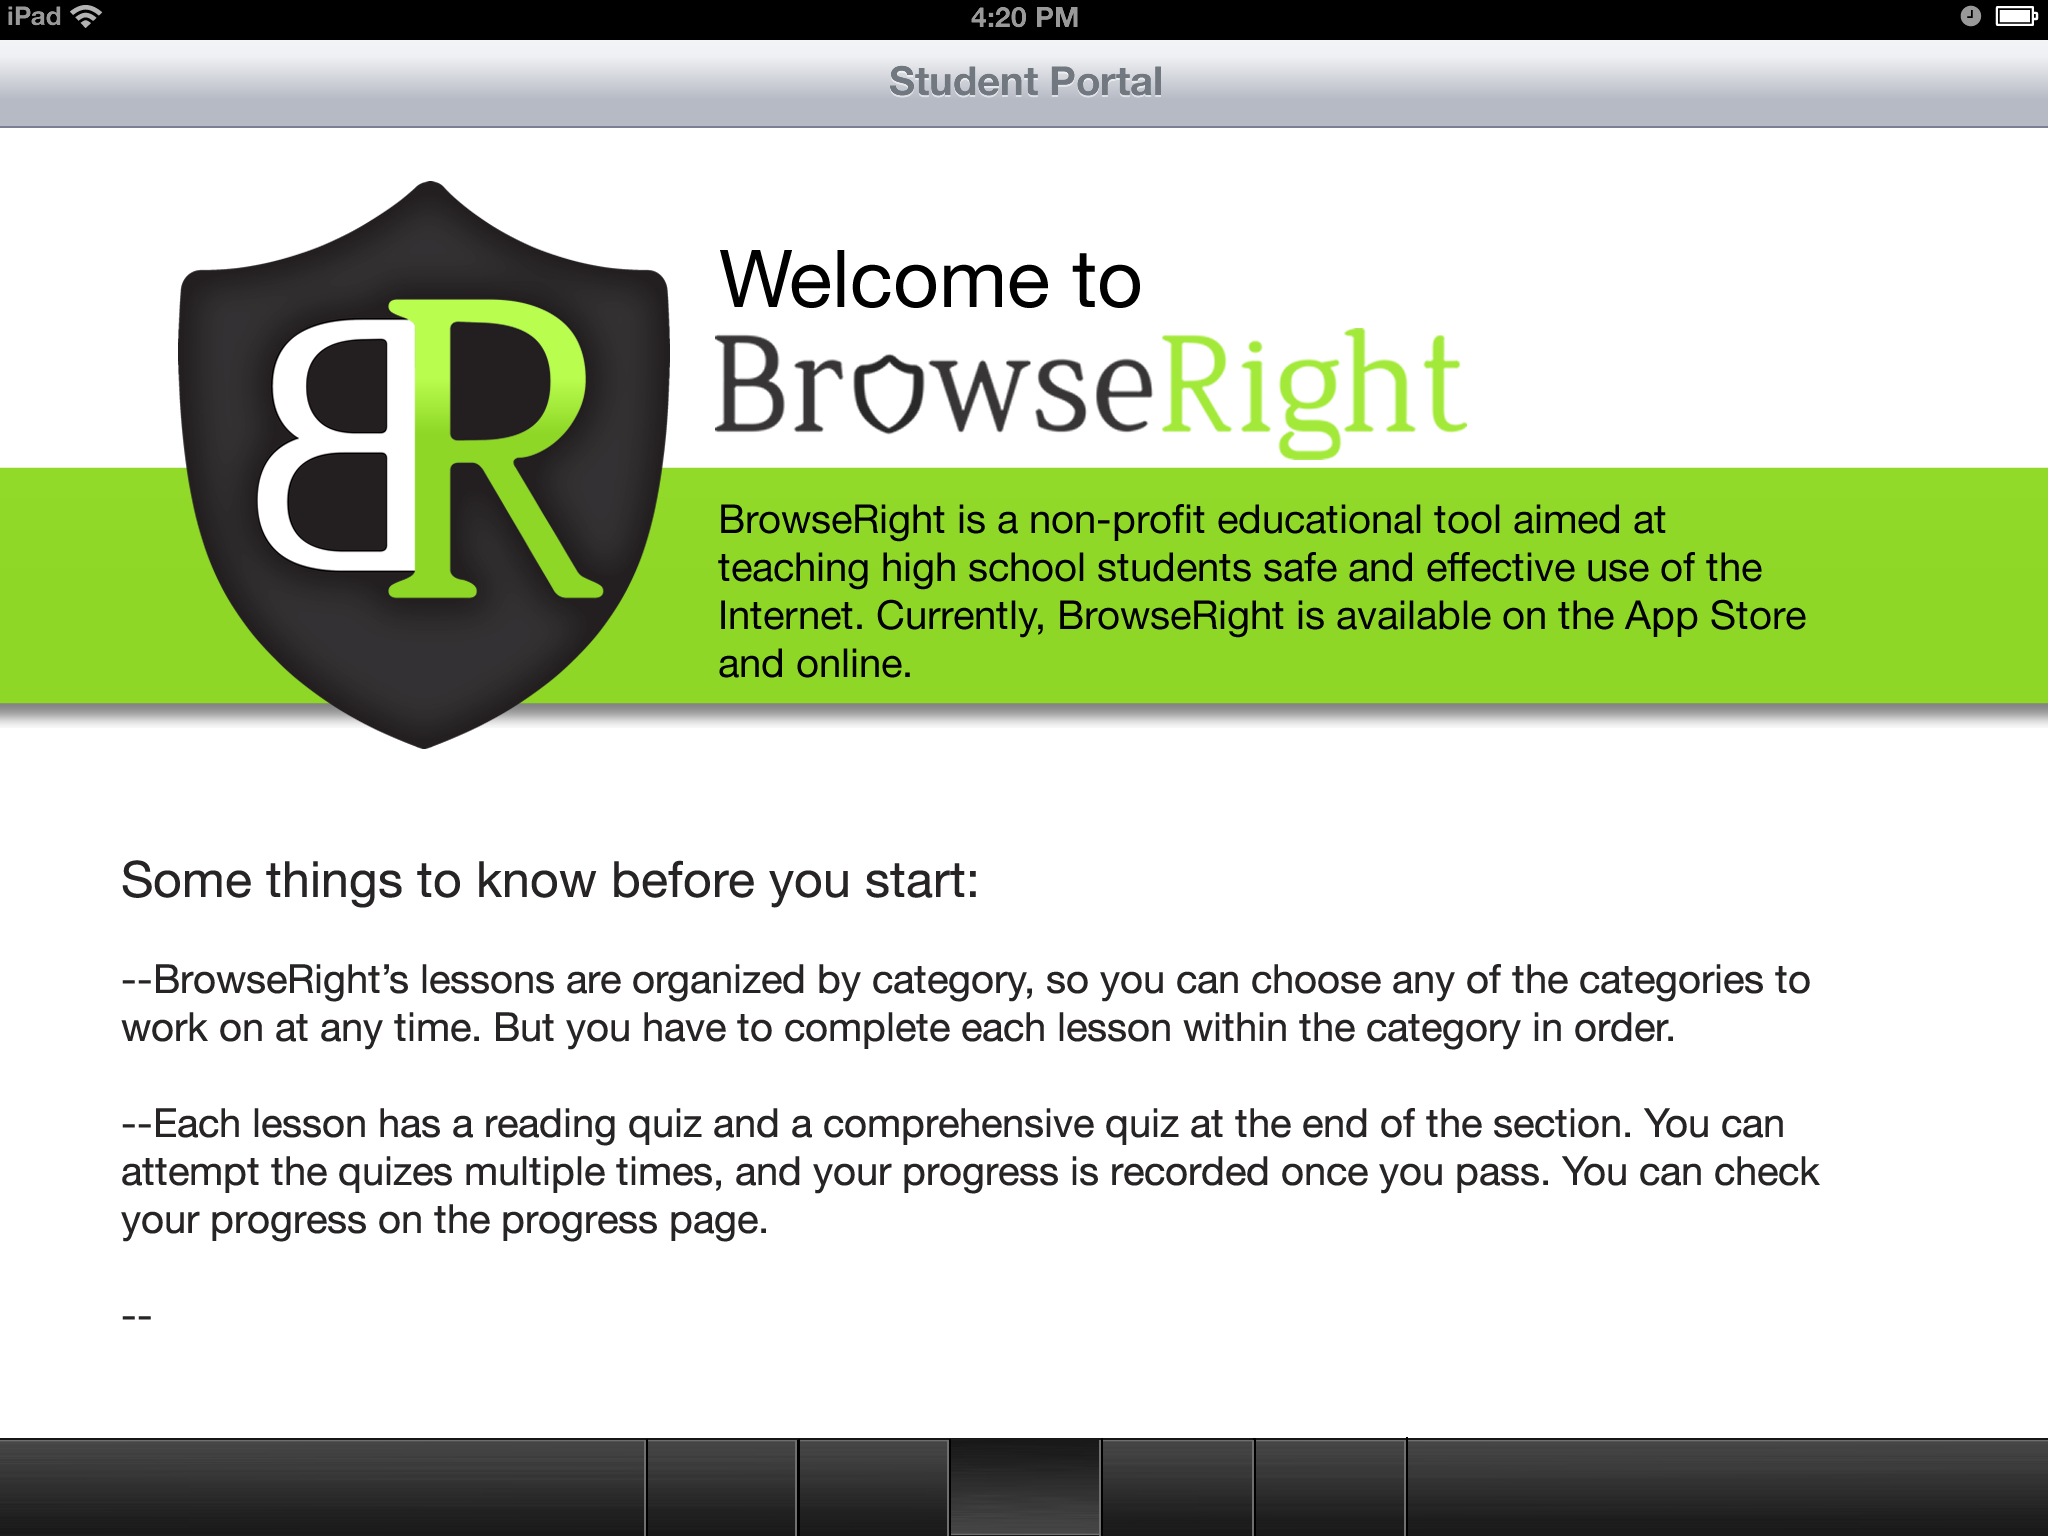 iPad
4:20 PM
Student Portal
BR
Welcome to
BrowseRight
BrowseRight is a non-profit educational tool aimed at
teaching high school students safe and effective use of the
Internet. Currently, BrowseRight is available on the App Store
and online.
Some things to know before you start:
--BrowseRight’s lessons are organized by category, so you can choose any of the categories to
work on at any time. But you have to complete each lesson within the category in order.
--Each lesson has a reading quiz and a comprehensive quiz at the end of the section. You can
attempt the quizes multiple times, and your progress is recorded once you pass. You can check
your progress on the progress page.
--